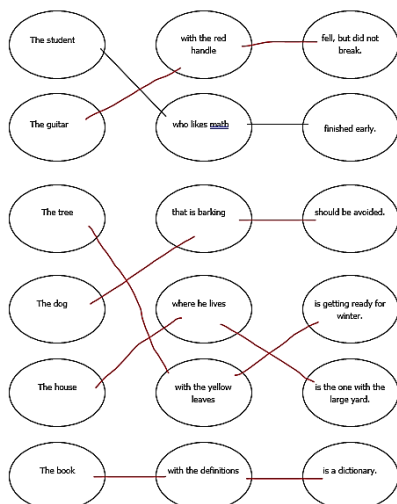 The student
with the red
handle
fell, but did not
break.
The guitar
who likes math
finished early.
The tree
that is barking
should be avoided.
The dog
where he lives
is getting ready for
winter.
The house
with the yellow
leaves
is the one with the
large yard.
The book
with the definitions
is a dictionary.